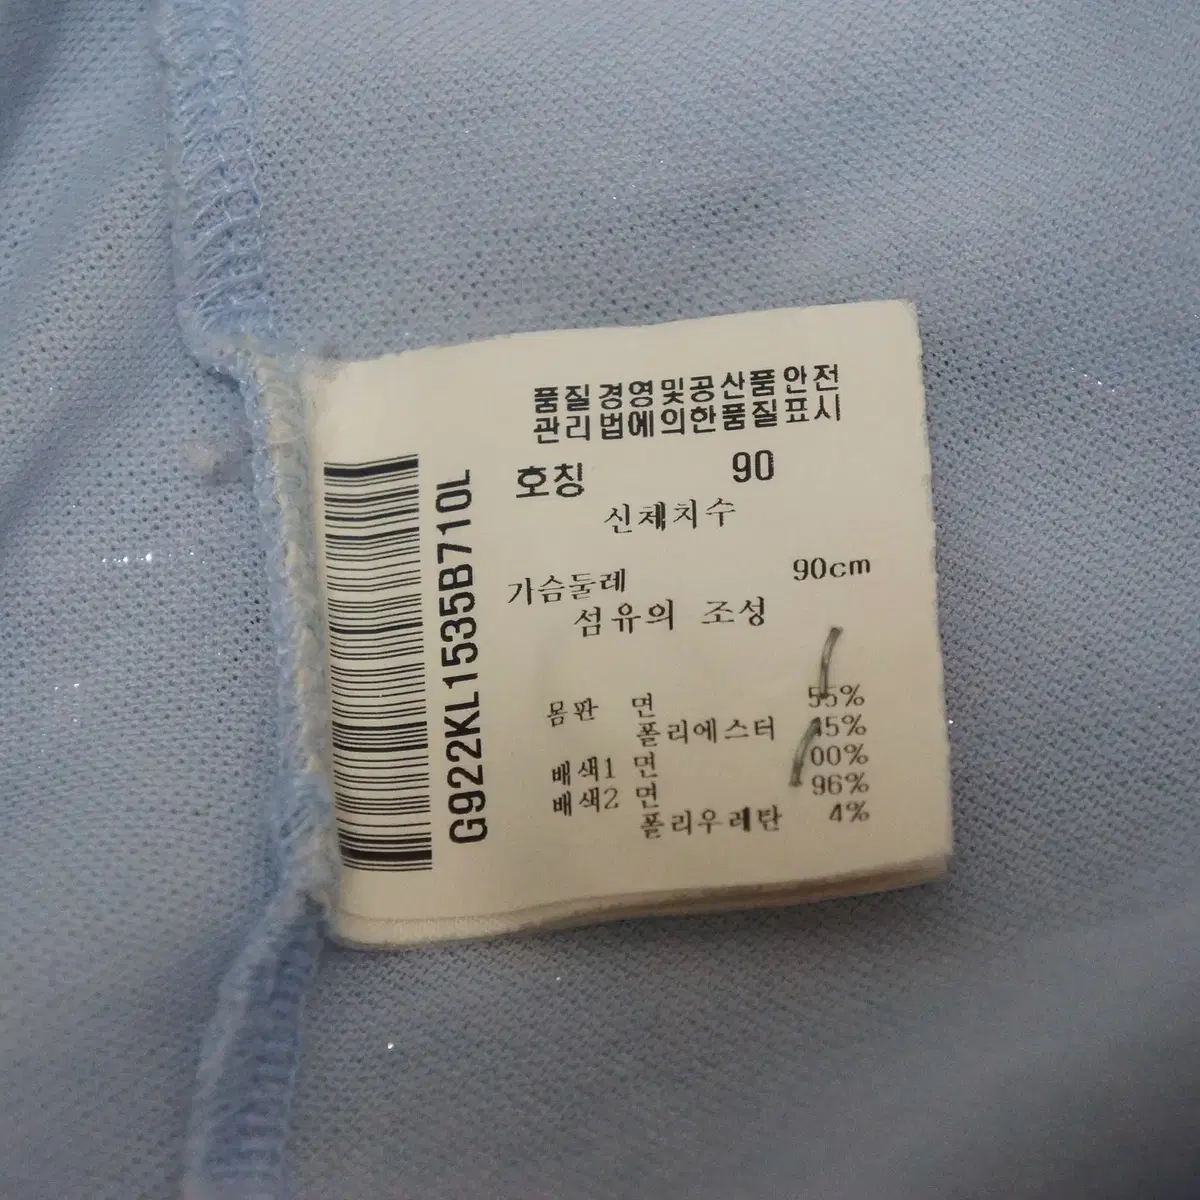 품질경영및공산품안전
관리법에의한품질표시
호칭 90
신체치수
가슴둘레 90cm
섬유의 조성
몸판 면 55%
폴리에스터 45%
배색1 면 00%
배색2 면 96%
폴리우레탄 4%
G922KL1535B710L